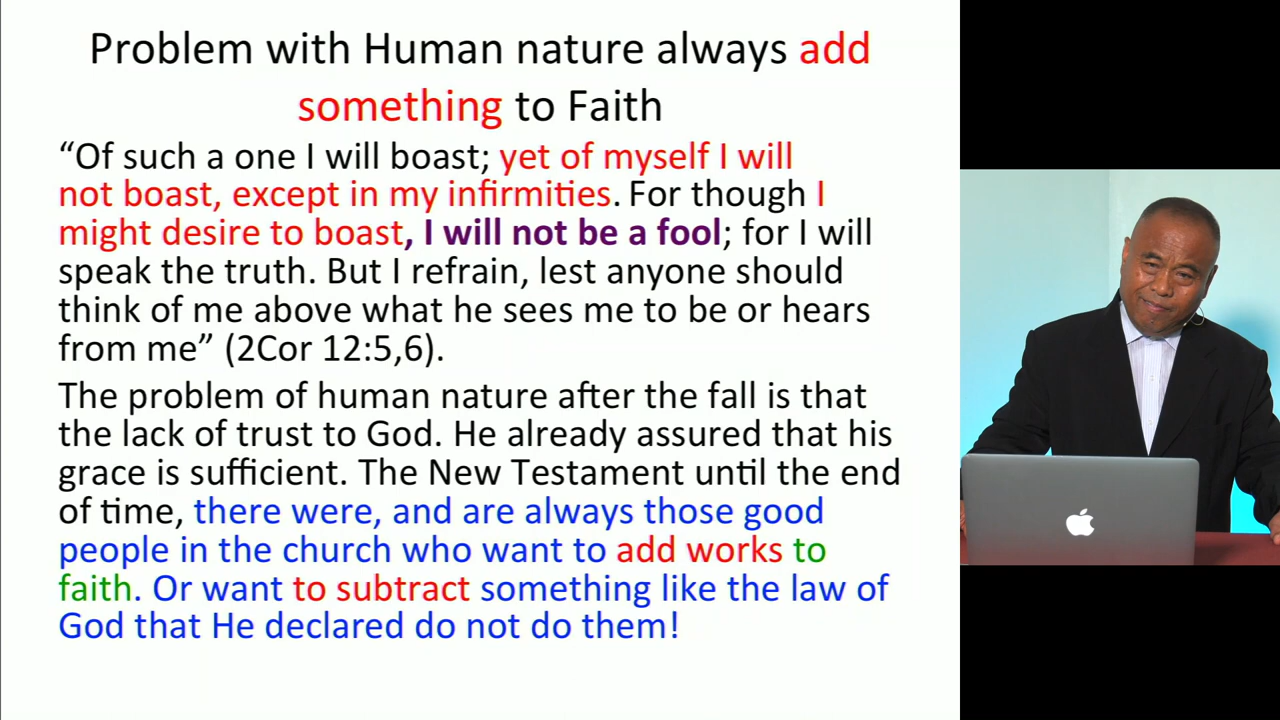 Problem with Human nature always add
something to Faith
“Of such a one I will boast; yet of myself I will
not boast, except in my infirmities. For though I
might desire to boast, I will not be a fool; for I will
speak the truth. But I refrain, lest anyone should
think of me above what he sees me to be or hears
from me” (2Cor 12:5,6).
The problem of human nature after the fall is that
the lack of trust to God. He already assured that his
grace is sufficient. The New Testament until the end
of time, there were, and are always those good
people in the church who want to add works to
faith. Or want to subtract something like the law of
God that He declared do not do them!